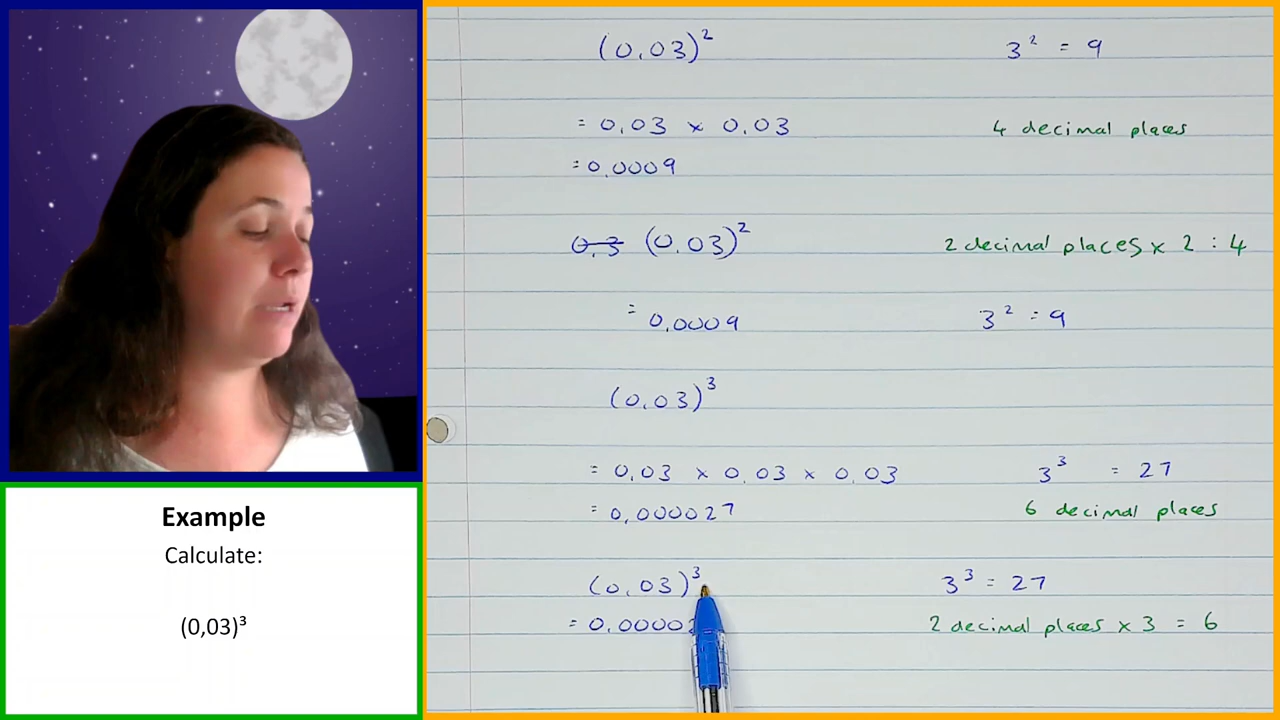 (0,03)² 3² = 9
= 0,03 x 0,03 4 decimal places
= 0,0009
0,3 (0,03)² 2 decimal places x 2 : 4
= 0,0009 3² = 9
(0,03)³
= 0,03 x 0,03 x 0,03 3³ = 27
= 0,000027 6 decimal places
(0,03)³ 3³ = 27
= 0,0000 2 decimal places x 3 = 6
Example
Calculate:
(0,03)³